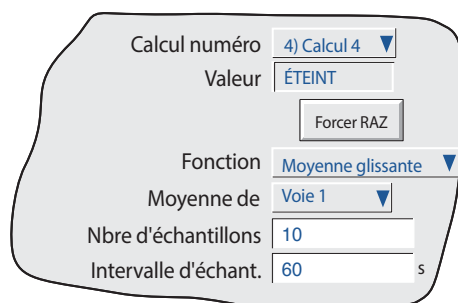 Calcul numéro 4) Calcul 4
Valeur ÉTEINT
Forcer RAZ
Fonction Moyenne glissante
Moyenne de Voie 1
Nbre d'échantillons 10
Intervalle d'échant. 60 s